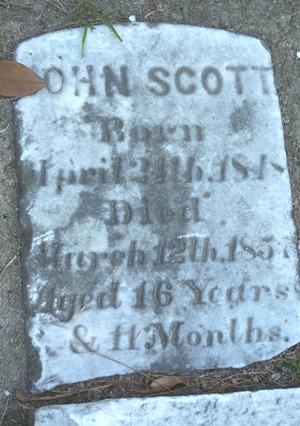 OHN SCOTT
Born
April 24th,
Died
March 12th,
Aged 16 Years
& 11 Months.